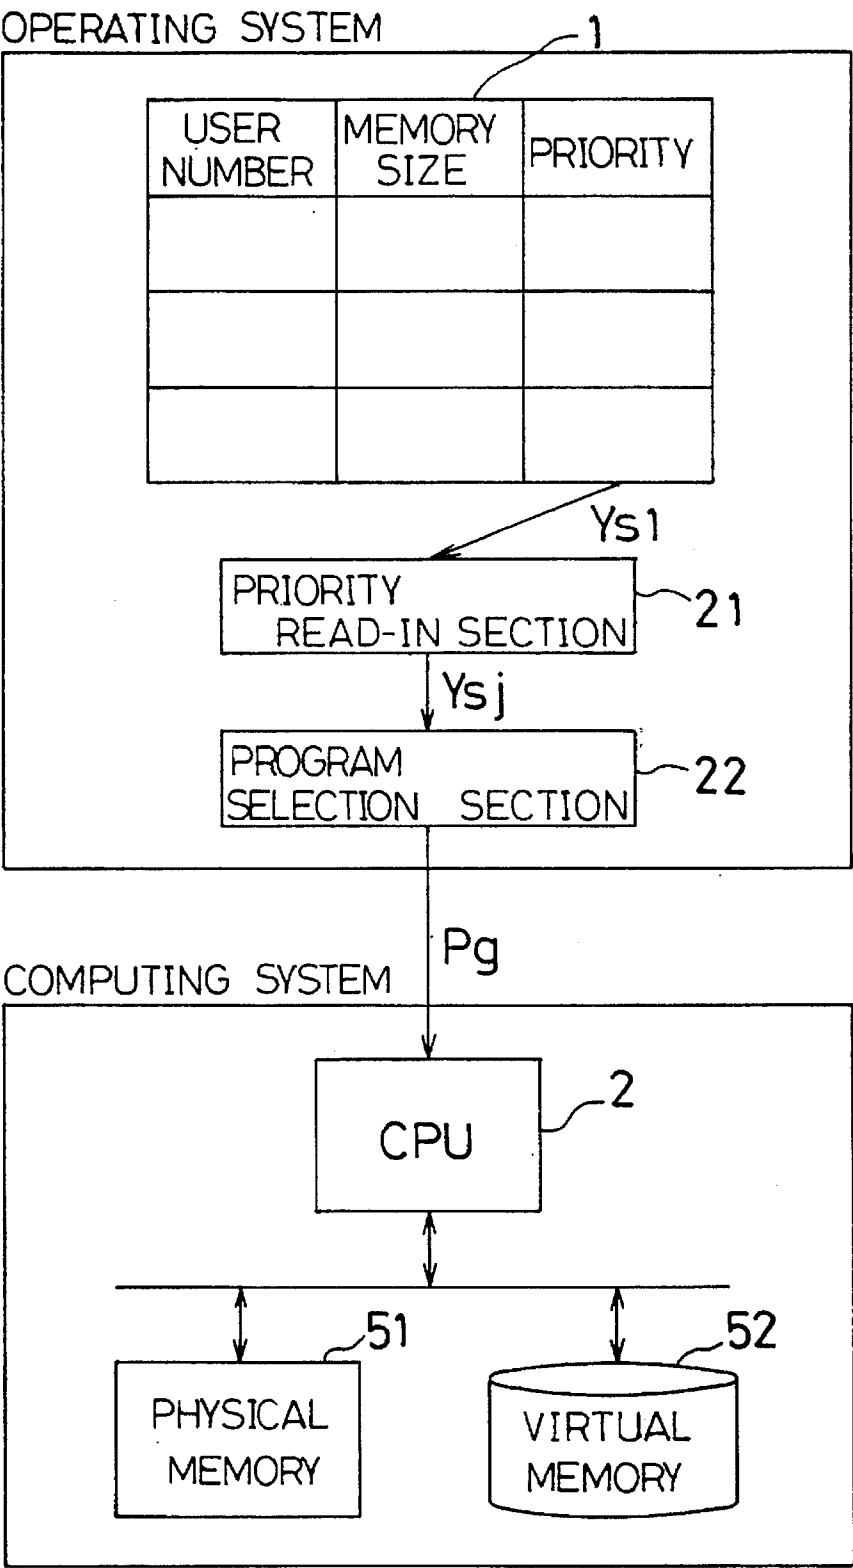 OPERATING SYSTEM
1
USER NUMBER
MEMORY SIZE
PRIORITY
Ys1
PRIORITY
READ-IN SECTION
21
Ysj
PROGRAM
SELECTION SECTION
22
Pg
COMPUTING SYSTEM
CPU
2
51
52
PHYSICAL
MEMORY
VIRTUAL
MEMORY